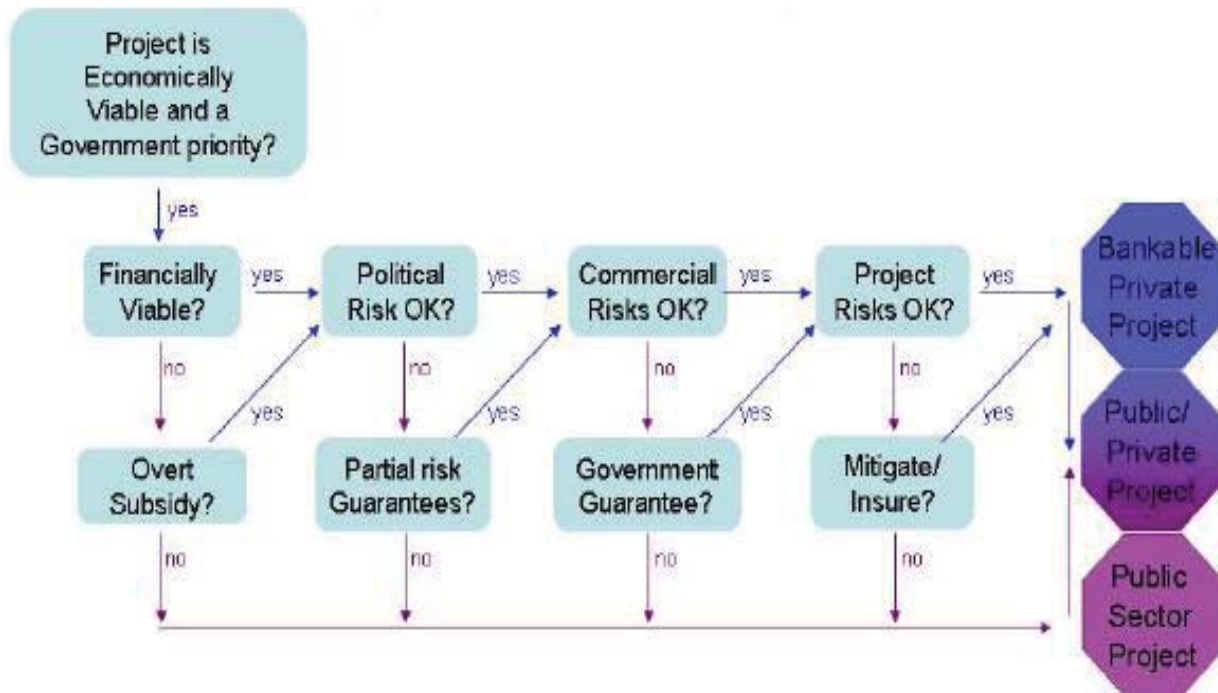 Project is
Economically
Viable and a
Government priority?
yes
Financially
Viable?
yes
Political
Risk OK?
yes
Commercial
Risks OK?
yes
Project
Risks OK?
yes
Bankable
Private
Project
no
yes
no
yes
no
yes
no
yes
Overt
Subsidy?
Partial risk
Guarantees?
Government
Guarantee?
Mitigate/
Insure?
Public/
Private
Project
no
no
no
no
Public
Sector
Project